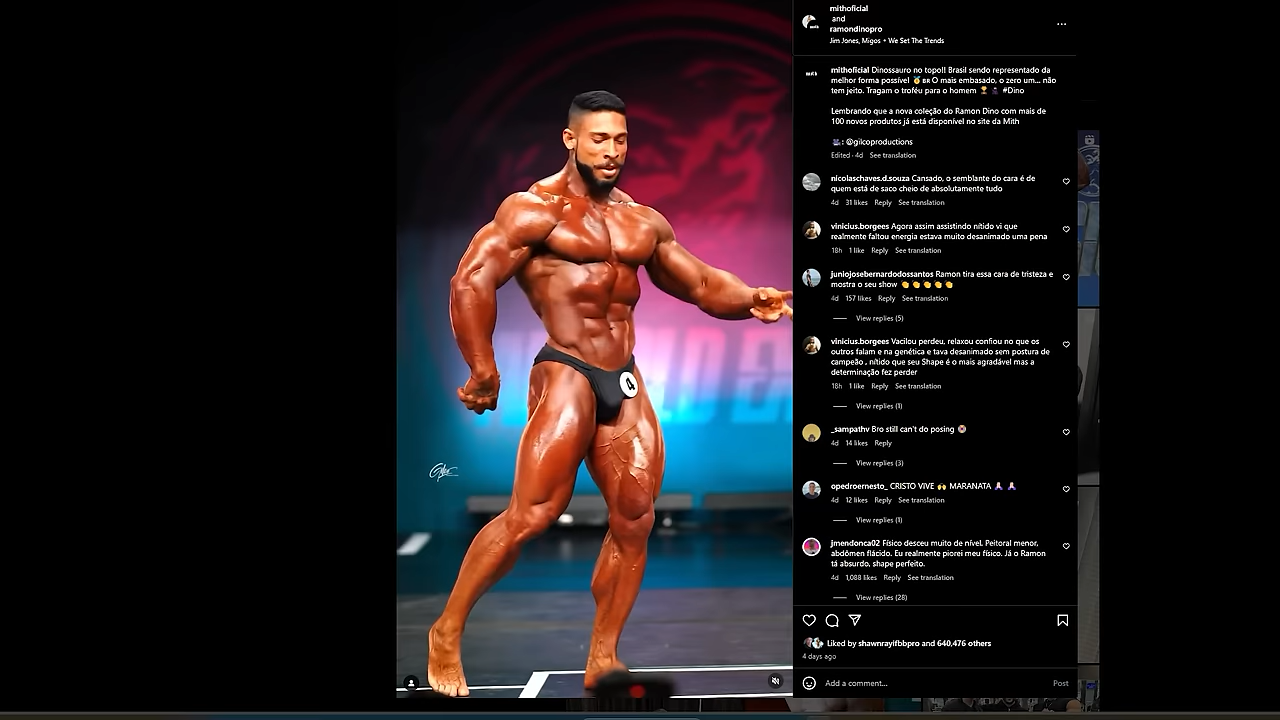 mithoficial
and
ramondinopro
Jim Jones, Migos • We Set The Trends
mithoficial Dinossauro no topo!! Brasil sendo representado da
melhor forma possível 🥇 BR O mais embasado, o zero um... não
tem jeito. Tragam o troféu para o homem 🏆 #Dino
Lembrando que a nova coleção do Ramon Dino com mais de
100 novos produtos já está disponível no site da Mith
: @gilcoproductions
Edited · 4d See translation
nicolaschaves.d.souza Cansado, o semblante do cara é de
quem está de saco cheio de absolutamente tudo
4d 31 likes Reply See translation
vinicius.borgees Agora assim assistindo nítido vi que
realmente faltou energia estava muito desanimado uma pena
18h 1 like Reply See translation
juniojosebernardodossantos Ramon tira essa cara de tristeza e
mostra o seu show 👏👏👏👏👏
4d 157 likes Reply See translation
View replies (5)
vinicius.borgees Vacilou perdeu, relaxou confiou no que os
outros falam e na genética e tava desanimado sem postura de
campeão , nítido que seu Shape é o mais agradável mas a
determinação fez perder
18h 1 like Reply See translation
View replies (1)
_sampathv Bro still can't do posing
4d 14 likes Reply
View replies (3)
opedroernesto_ CRISTO VIVE 🙌 MARANATA
4d 12 likes Reply See translation
View replies (1)
jmendonca02 Físico desceu muito de nível. Peitoral menor,
abdômen flácido. Eu realmente piorei meu físico. Já o Ramon
tá absurdo, shape perfeito.
4d 1,088 likes Reply See translation
View replies (28)
Liked by shawnrayifbbpro and 640,476 others
4 days ago
Add a comment... Post
4